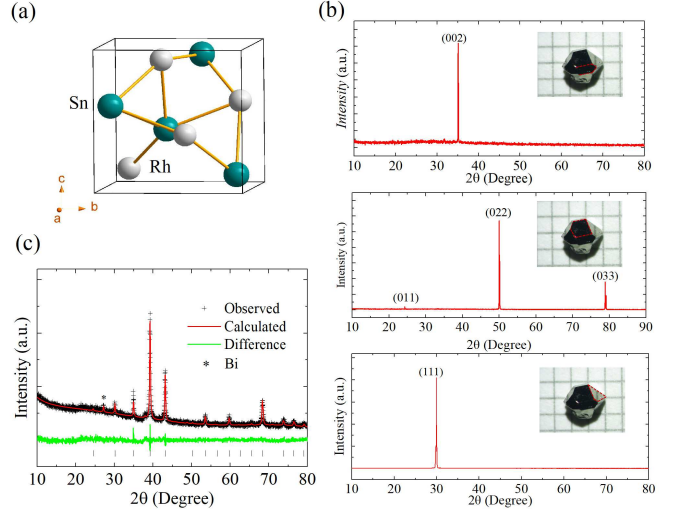 (a)
Sn
Rh
c
a
b
(b)
Intensity (a.u.)
(002)
10 20 30 40 50 60 70 80
2θ (Degree)
Intensity (a.u.)
(011)
(022)
(033)
10 20 30 40 50 60 70 80 90
2θ (Degree)
Intensity (a.u.)
(111)
10 20 30 40 50 60 70 80
2θ (Degree)
(c)
Intensity (a.u.)
+ Observed
Calculated
Difference
* Bi
*
10 20 30 40 50 60 70 80
2θ (Degree)